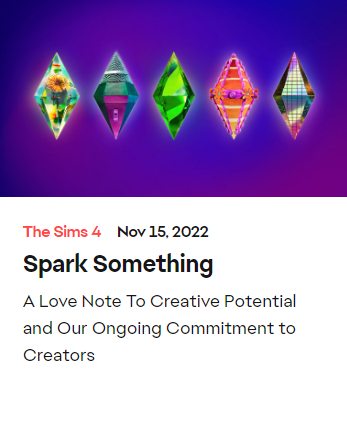 The Sims 4 Nov 15, 2022
Spark Something
A Love Note To Creative Potential
and Our Ongoing Commitment to
Creators